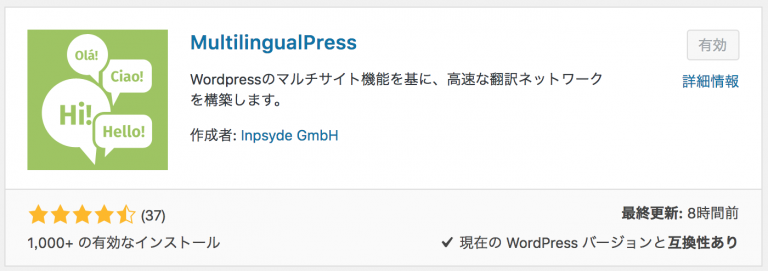 Olá!
Ciao!
Hi!
Hello!
MultilingualPress
有効
詳細情報
Wordpressのマルチサイト機能を基に、高速な翻訳ネットワーク
を構築します。
作成者: Inpsyde GmbH
(37)
最終更新: 8時間前
1,000+ の有効なインストール
現在の WordPress バージョンと互換性あり